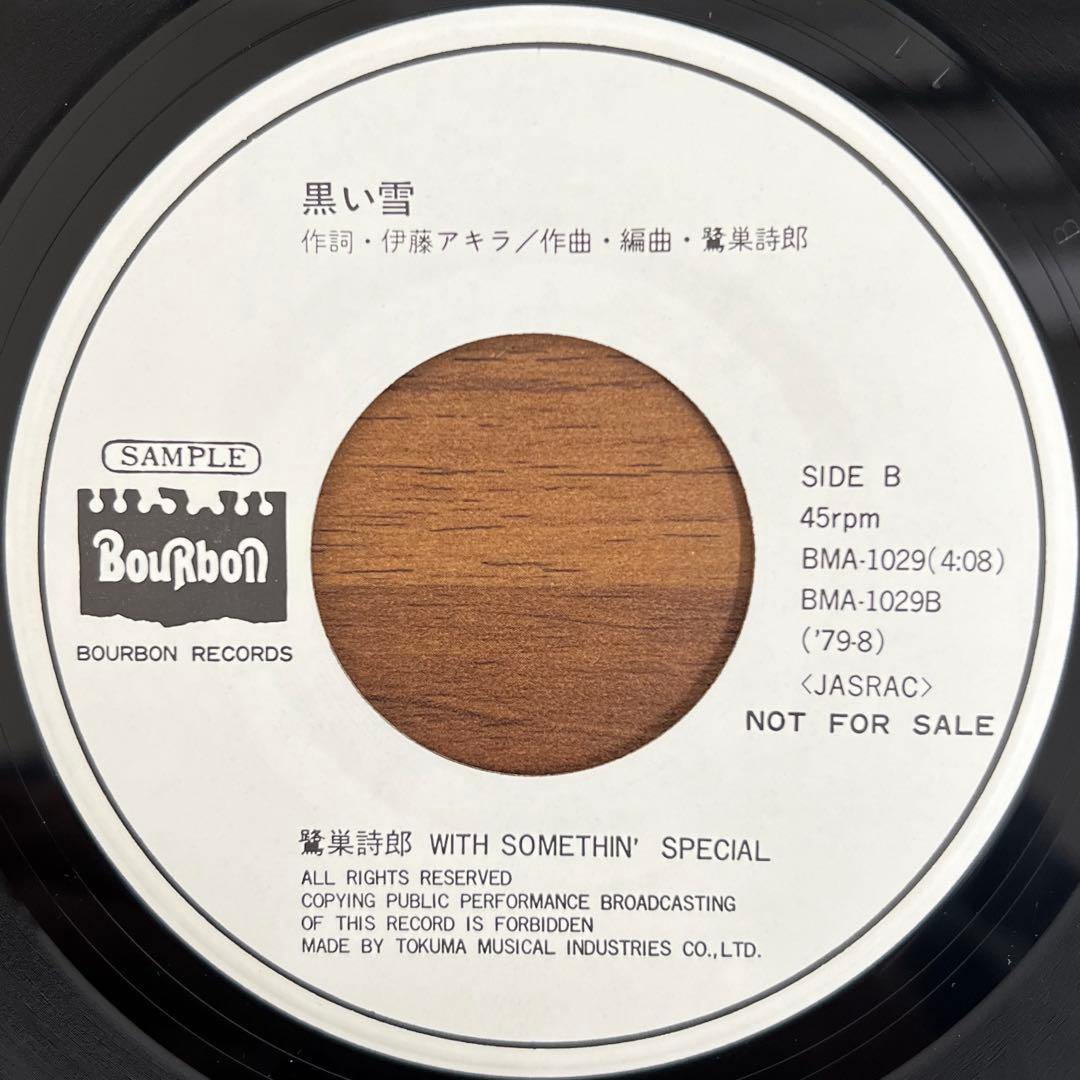 黒い雪
作詞・伊藤アキラ／作曲・編曲・鷺巣詩郎
SAMPLE
BouRbon
BOURBON RECORDS
SIDE B
45rpm
BMA-1029(4:08)
BMA-1029B
('79-8)
<JASRAC>
NOT FOR SALE
鷺巣詩郎 WITH SOMETHIN' SPECIAL
ALL RIGHTS RESERVED
COPYING PUBLIC PERFORMANCE BROADCASTING
OF THIS RECORD IS FORBIDDEN
MADE BY TOKUMA MUSICAL INDUSTRIES CO.,LTD.